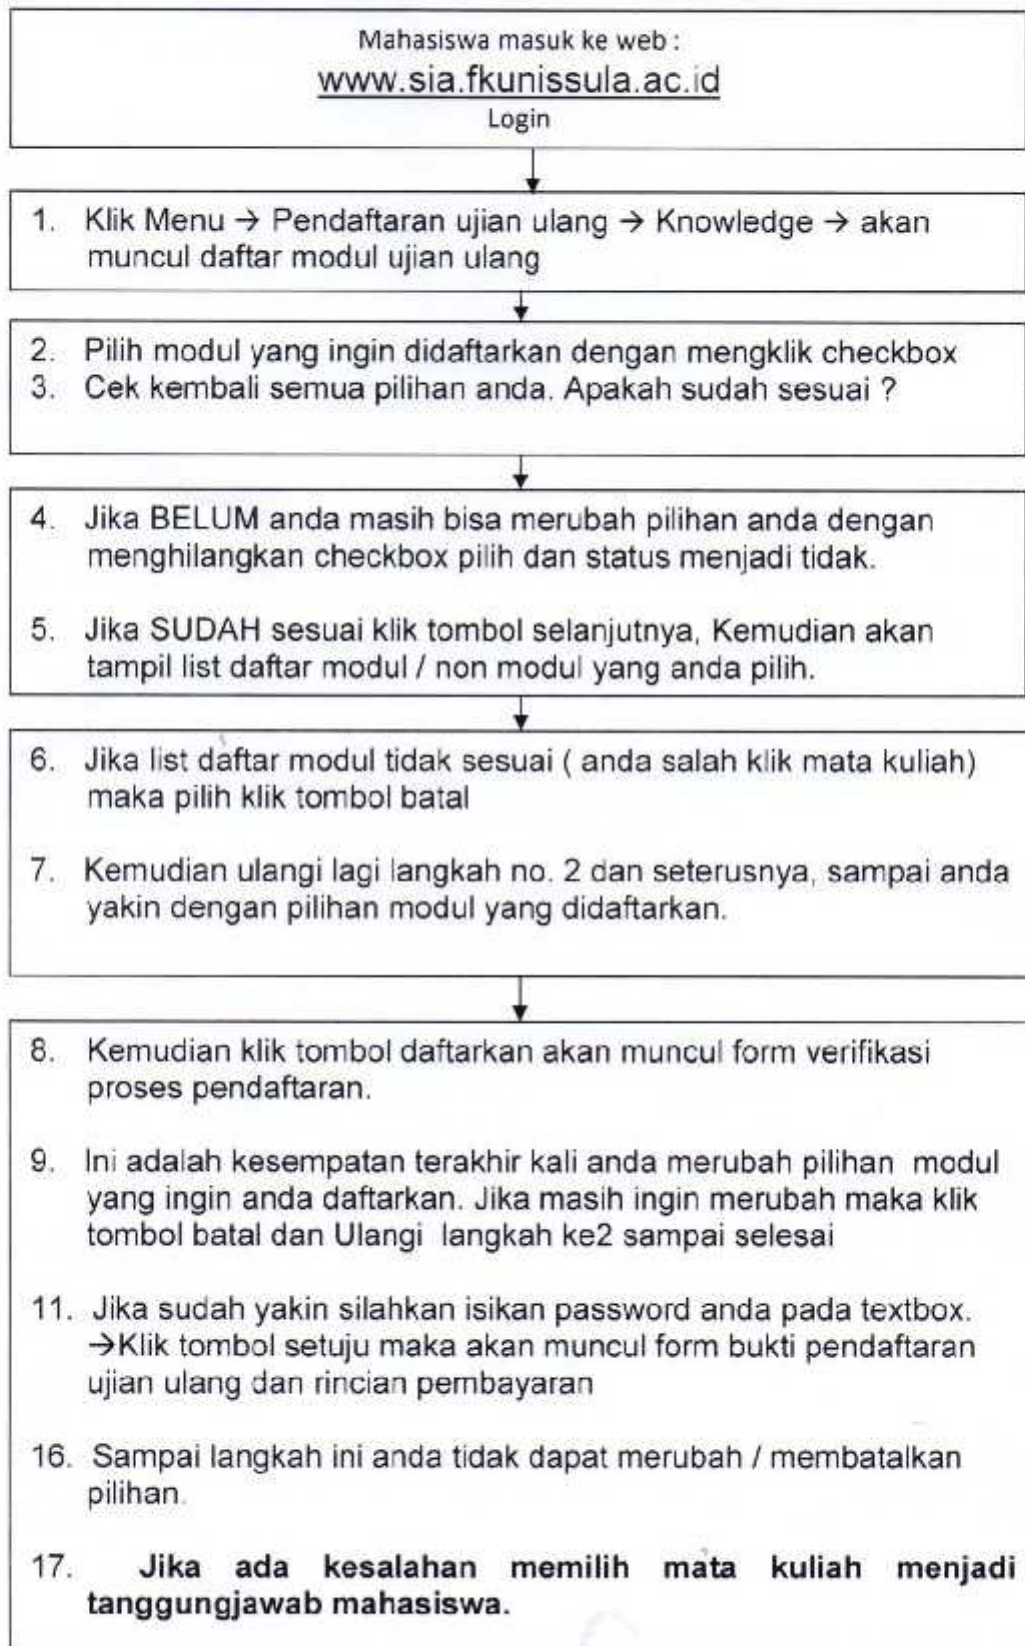 Mahasiswa masuk ke web :
www.sia.fkunissula.ac.id
Login
1. Klik Menu → Pendaftaran ujian ulang → Knowledge → akan
muncul daftar modul ujian ulang
2. Pilih modul yang ingin didaftarkan dengan mengklik checkbox
3. Cek kembali semua pilihan anda. Apakah sudah sesuai ?
4. Jika BELUM anda masih bisa merubah pilihan anda dengan
menghilangkan checkbox pilih dan status menjadi tidak.
5. Jika SUDAH sesuai klik tombol selanjutnya, Kemudian akan
tampil list daftar modul / non modul yang anda pilih.
6. Jika list daftar modul tidak sesuai ( anda salah klik mata kuliah)
maka pilih klik tombol batal
7. Kemudian ulangi lagi langkah no. 2 dan seterusnya, sampai anda
yakin dengan pilihan modul yang didaftarkan.
8. Kemudian klik tombol daftarkan akan muncul form verifikasi
proses pendaftaran.
9. Ini adalah kesempatan terakhir kali anda merubah pilihan modul
yang ingin anda daftarkan. Jika masih ingin merubah maka klik
tombol batal dan Ulangi langkah ke2 sampai selesai
11. Jika sudah yakin silahkan isikan password anda pada textbox.
→Klik tombol setuju maka akan muncul form bukti pendaftaran
ujian ulang dan rincian pembayaran
16. Sampai langkah ini anda tidak dapat merubah / membatalkan
pilihan.
17. Jika ada kesalahan memilih mata kuliah menjadi
tanggungjawab mahasiswa.